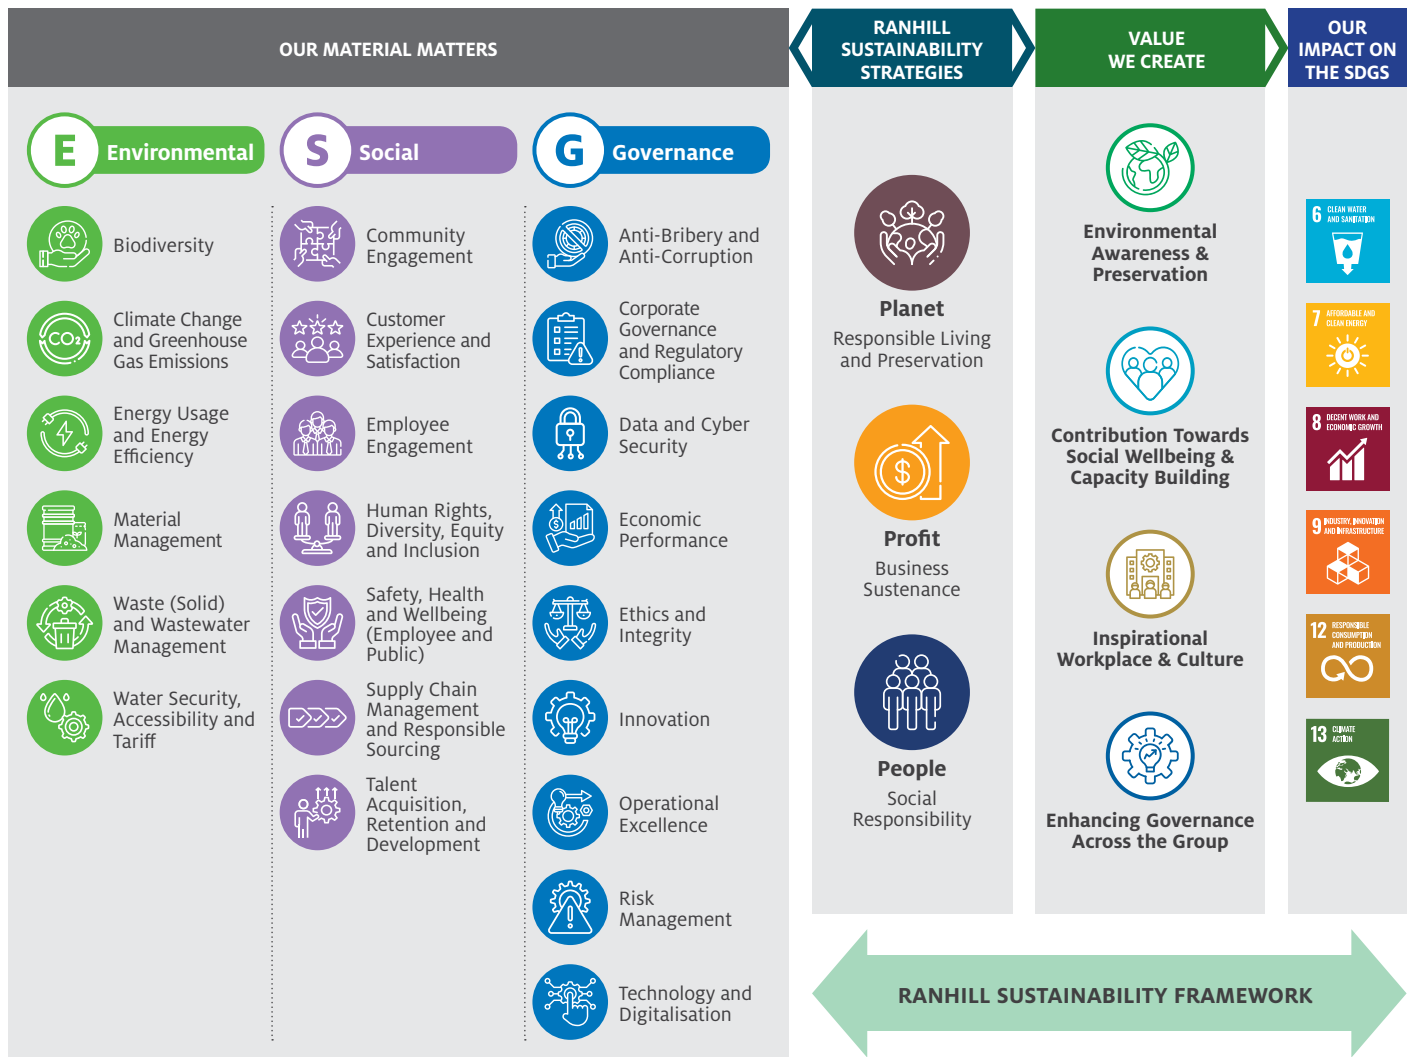 OUR MATERIAL MATTERS
RANHILL
SUSTAINABILITY
STRATEGIES
VALUE
WE CREATE
OUR
IMPACT ON
THE SDGS
E Environmental
Biodiversity
Climate Change
and Greenhouse
Gas Emissions
CO2
Energy Usage
and Energy
Efficiency
Material
Management
Waste (Solid)
and Wastewater
Management
Water Security,
Accessibility and
Tariff
S Social
Community
Engagement
Customer
Experience and
Satisfaction
Employee
Engagement
Human Rights,
Diversity, Equity
and Inclusion
Safety, Health
and Wellbeing
(Employee and
Public)
Supply Chain
Management
and Responsible
Sourcing
Talent
Acquisition,
Retention and
Development
G Governance
Anti-Bribery and
Anti-Corruption
Corporate
Governance
and Regulatory
Compliance
Data and Cyber
Security
Economic
Performance
$
Ethics and
Integrity
Innovation
Operational
Excellence
Risk
Management
Technology and
Digitalisation
Planet
Responsible Living
and Preservation
$
Profit
Business
Sustenance
People
Social
Responsibility
Environmental
Awareness &
Preservation
Contribution Towards
Social Wellbeing &
Capacity Building
Inspirational
Workplace & Culture
Enhancing Governance
Across the Group
6 CLEAN WATER
AND SANITATION
7 AFFORDABLE AND
CLEAN ENERGY
8 DECENT WORK AND
ECONOMIC GROWTH
9 INDUSTRY, INNOVATION
AND INFRASTRUCTURE
12 RESPONSIBLE
CONSUMPTION
AND PRODUCTION
13 CLIMATE
ACTION
RANHILL SUSTAINABILITY FRAMEWORK